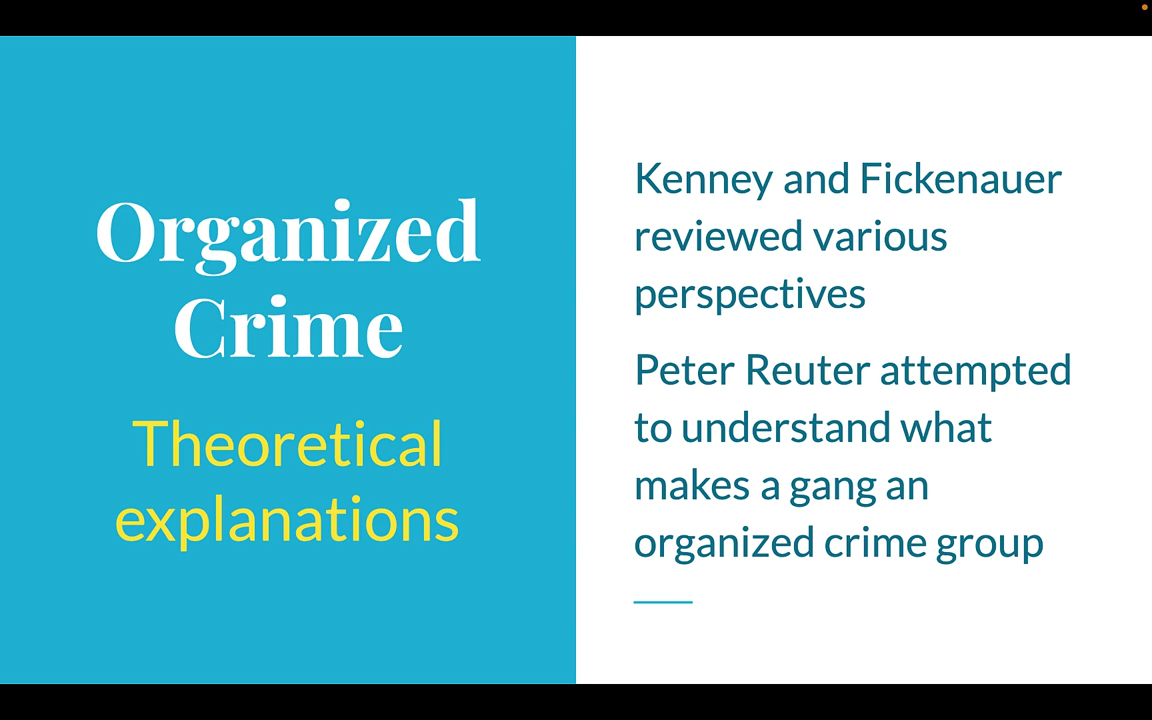 Organized
Crime
Theoretical
explanations
Kenney and Fickenauer
reviewed various
perspectives
Peter Reuter attempted
to understand what
makes a gang an
organized crime group